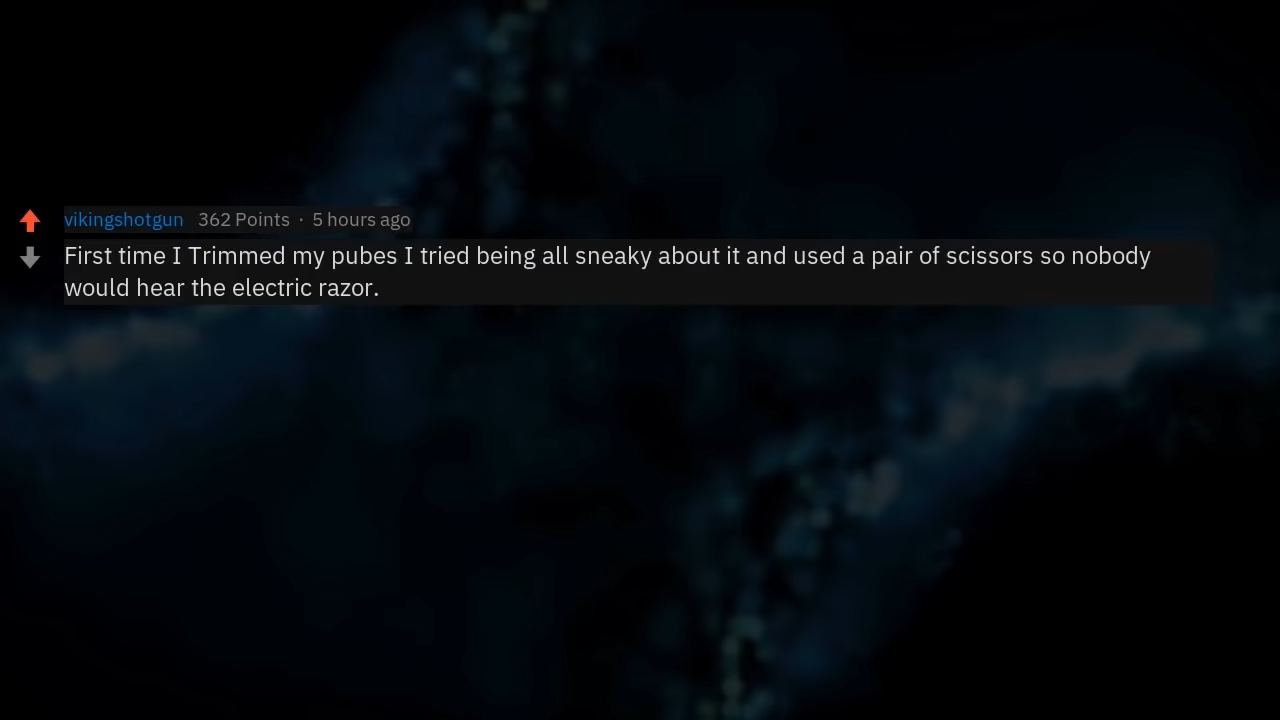 vikingshotgun 362 Points · 5 hours ago
First time I Trimmed my pubes I tried being all sneaky about it and used a pair of scissors so nobody
would hear the electric razor.